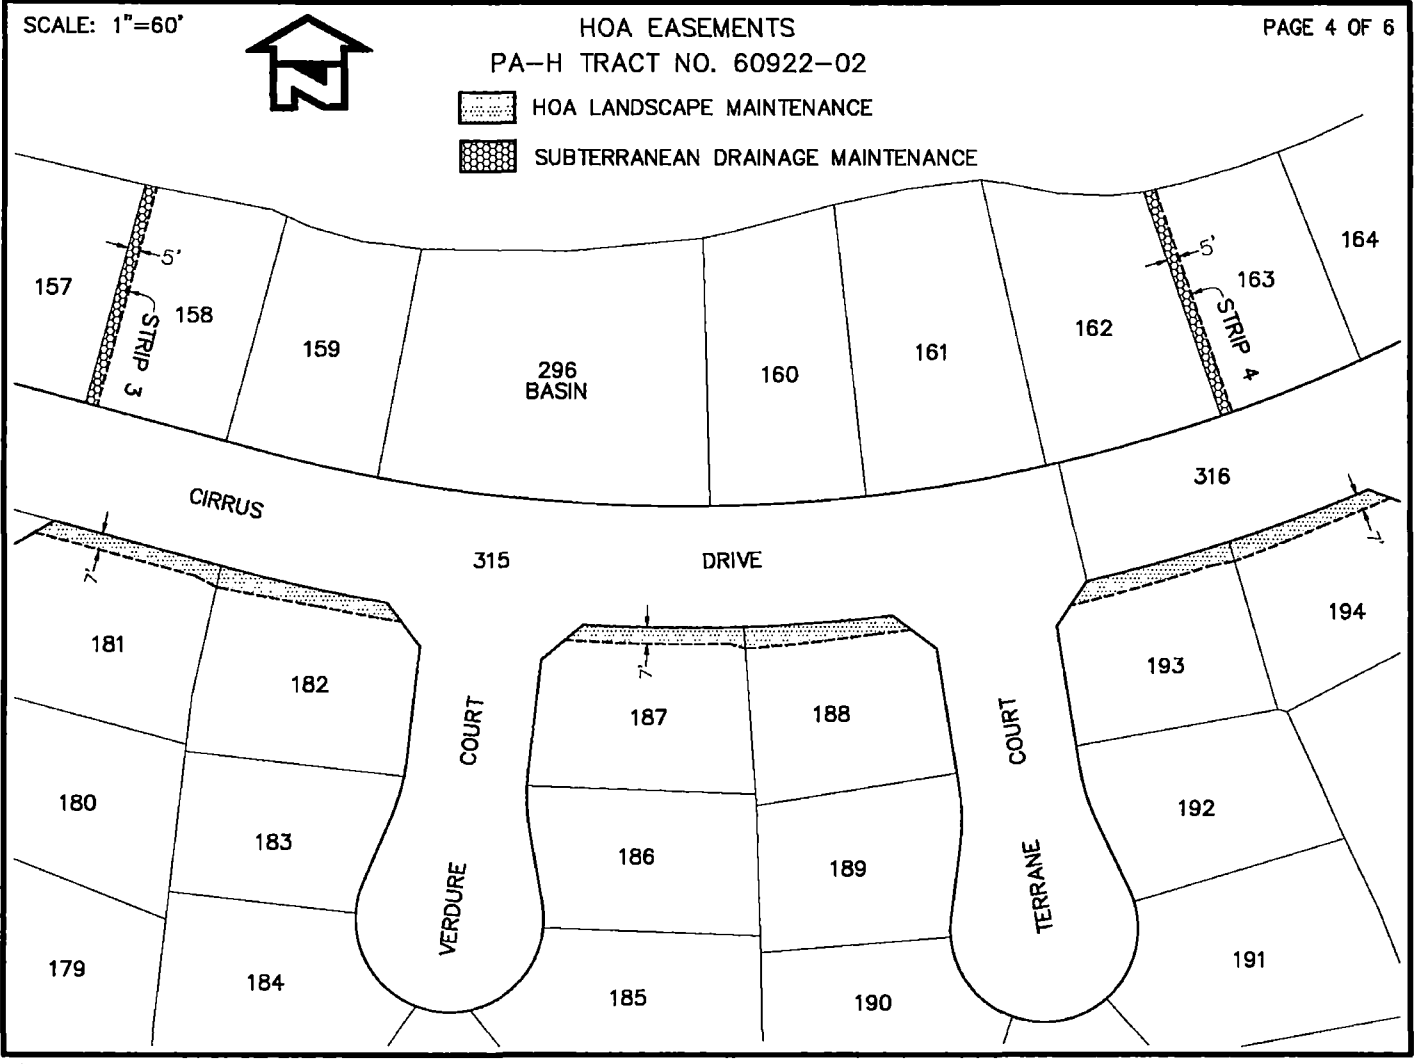 SCALE: 1"=60'
HOA EASEMENTS
PAGE 4 OF 6
PA-H TRACT NO. 60922-02
N
HOA LANDSCAPE MAINTENANCE
SUBTERRANEAN DRAINAGE MAINTENANCE
157
5'
158
STRIP 3
159
296
BASIN
160
161
162
5'
163
STRIP 4
164
CIRRUS
315
DRIVE
316
7'
7'
7'
181
182
187
188
193
194
COURT
COURT
180
183
186
189
192
VERDURE
TERRANE
179
184
185
190
191